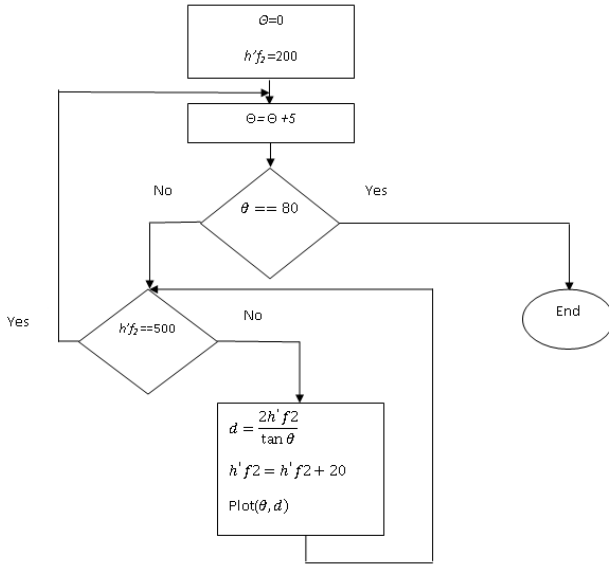 Θ=0
h'f₂=200
Θ = Θ +5
No
Yes
θ == 80
Yes
h'f₂==500
No
End
d = 2h'f2 / tan θ
h'f2 = h'f2 + 20
Plot(θ, d)